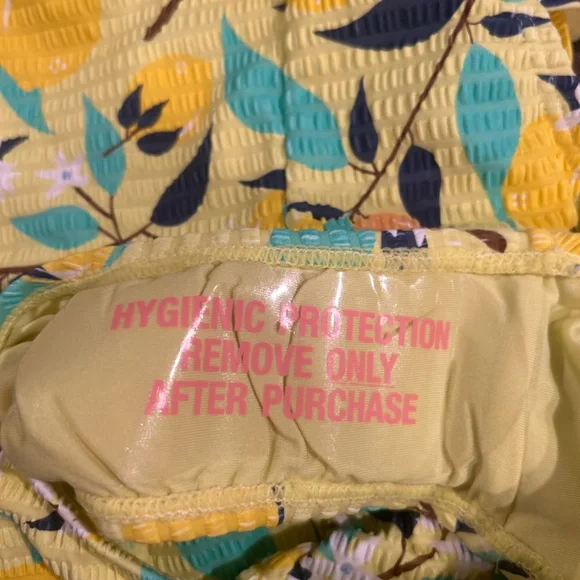 HYGIENIC PROTECTION
REMOVE ONLY
AFTER PURCHASE